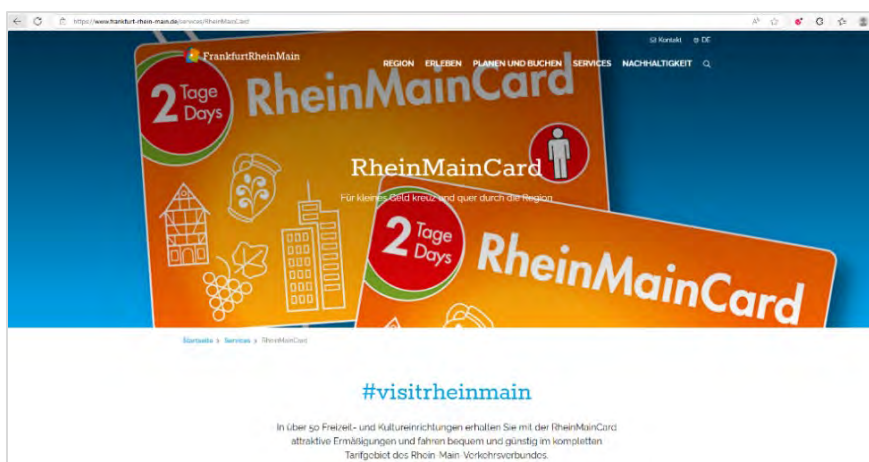 https://www.frankfurt-rhein-main.de/services/RheinMainCard
Kontakt DE
FrankfurtRheinMain
REGION ERLEBEN PLANEN UND BUCHEN SERVICES NACHHALTIGKEIT
2 Tage Days
RheinMainCard
RheinMainCard
Für kleines Geld kreuz und quer durch die Region
2 Tage Days
RheinMainCard
Startseite > Services > RheinMainCard
#visitrheinmain
In über 50 Freizeit- und Kultureinrichtungen erhalten Sie mit der RheinMainCard
attraktive Ermäßigungen und fahren bequem und günstig im kompletten
Tarifgebiet des Rhein-Main-Verkehrsverbundes.